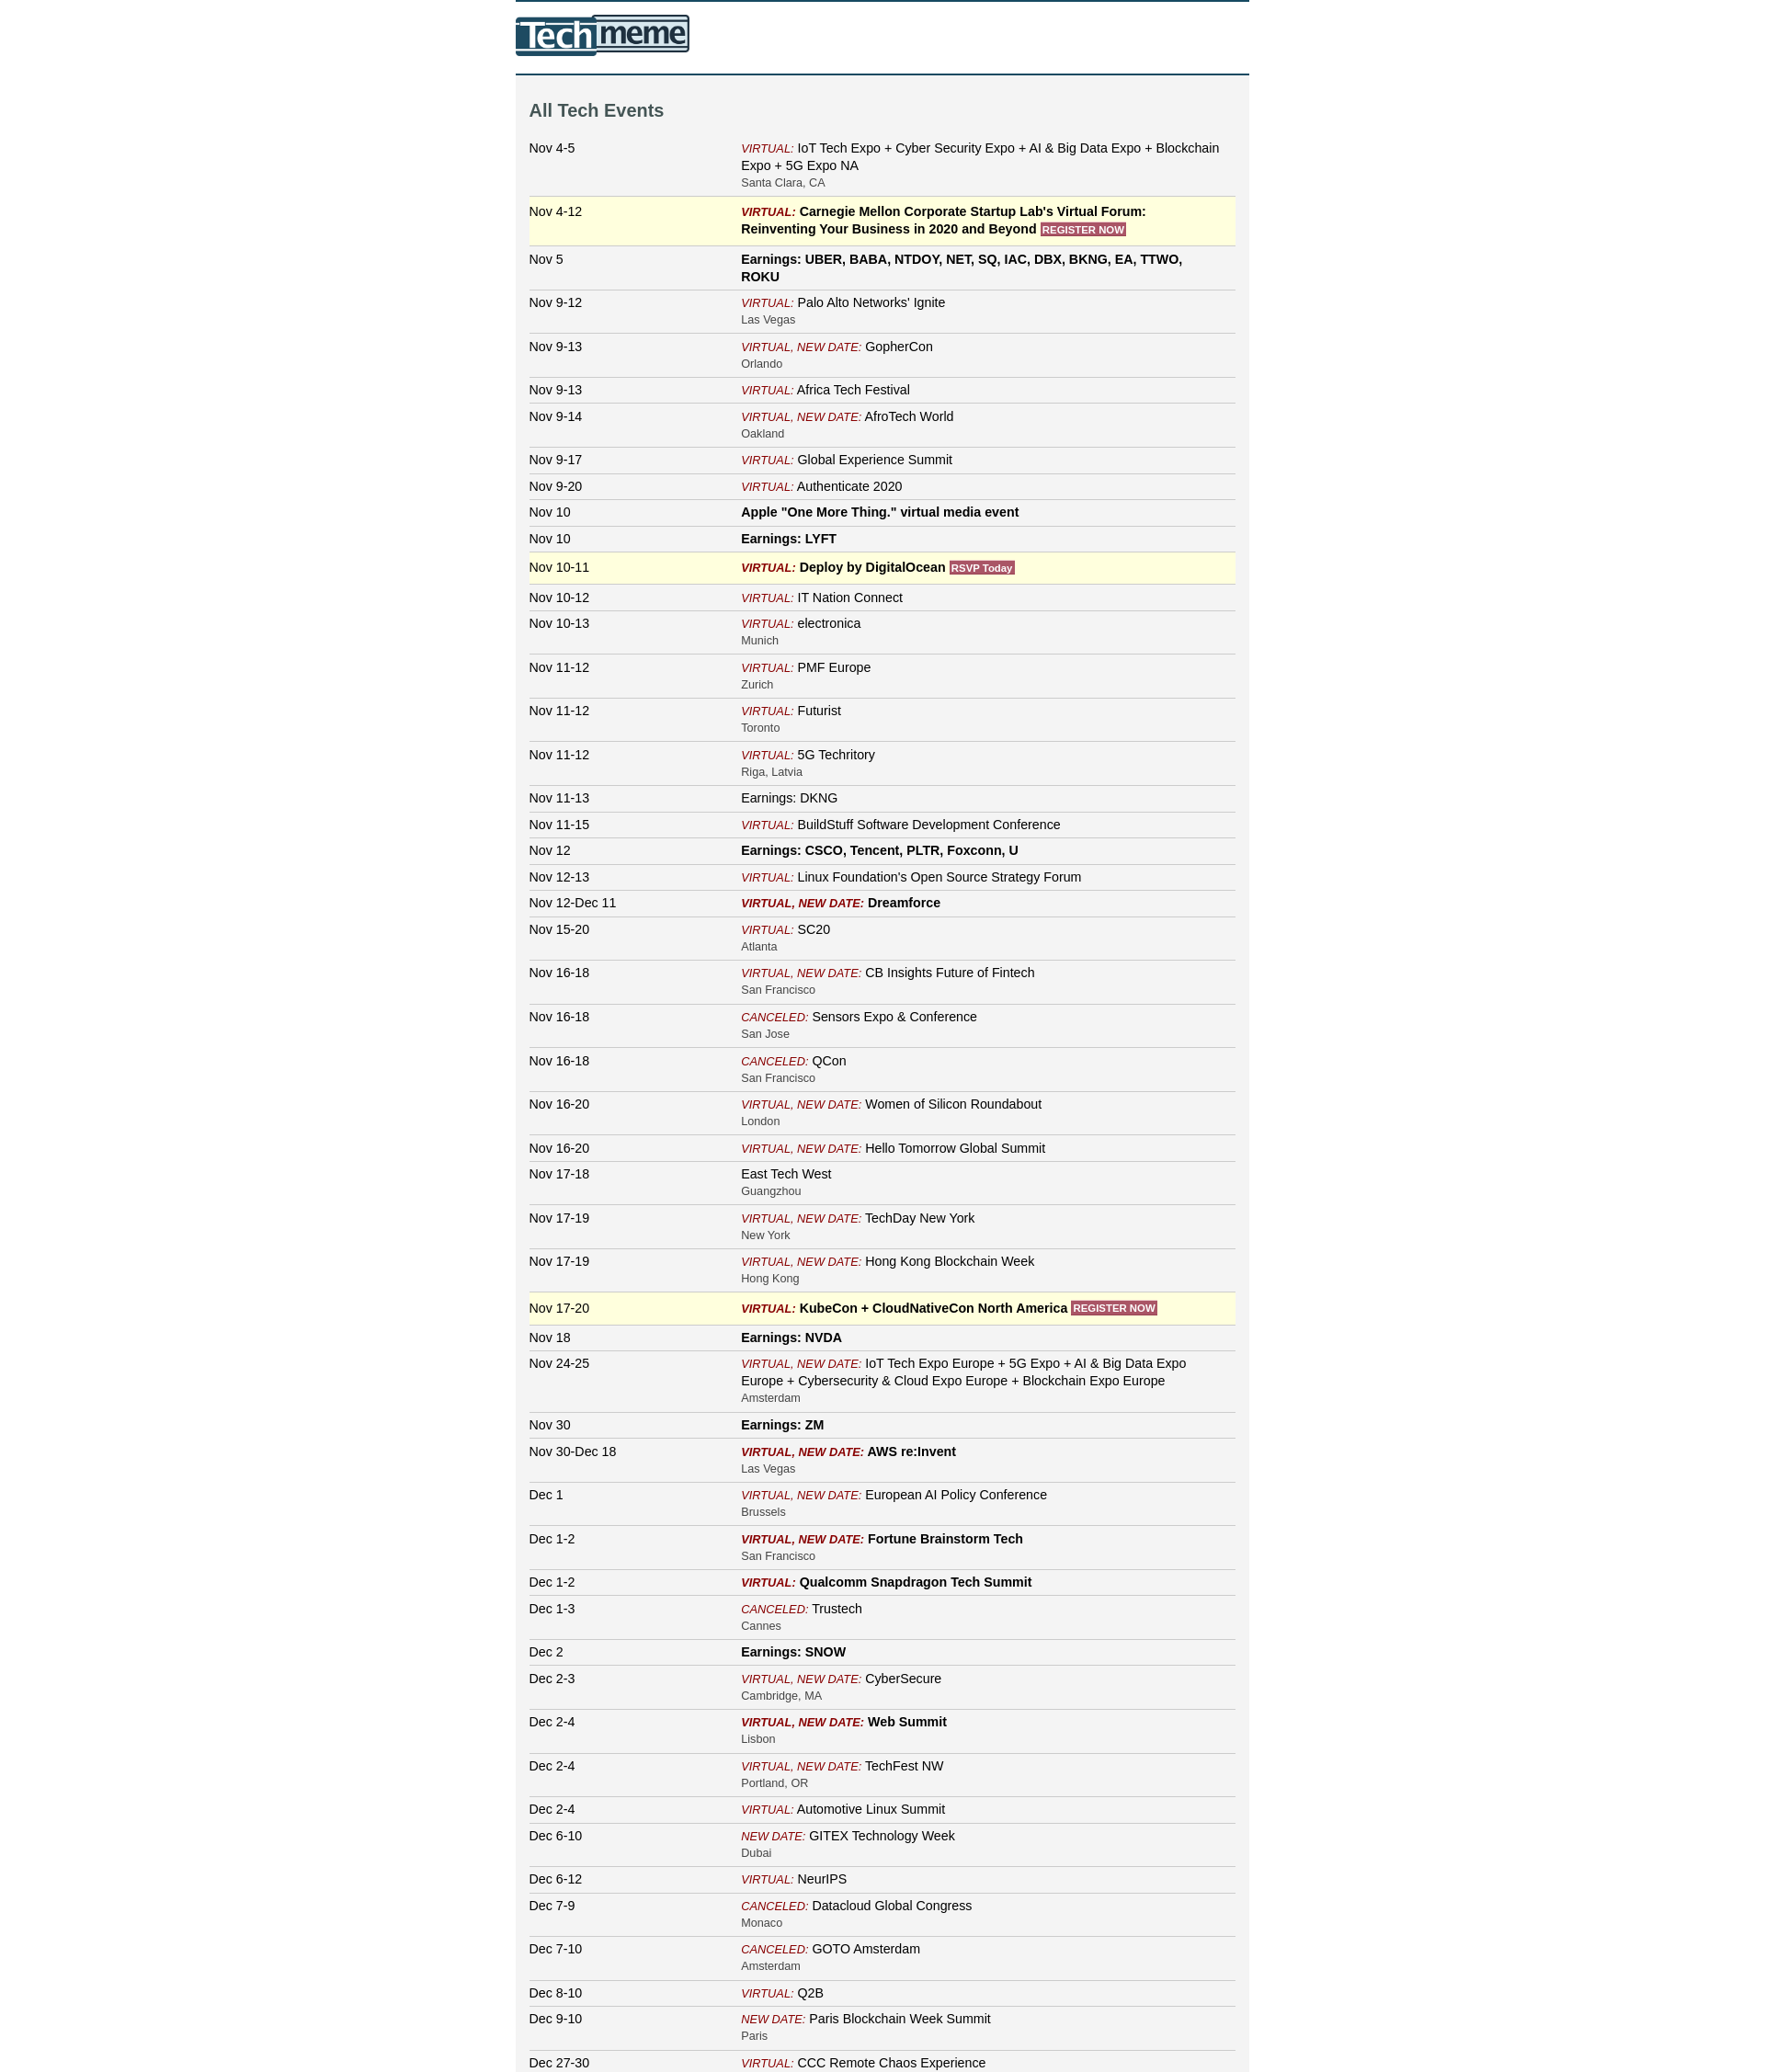 Techmeme
All Tech Events
Nov 4-5
VIRTUAL: IoT Tech Expo + Cyber Security Expo + AI & Big Data Expo + Blockchain
Expo + 5G Expo NA
Santa Clara, CA
Nov 4-12
VIRTUAL: Carnegie Mellon Corporate Startup Lab's Virtual Forum:
Reinventing Your Business in 2020 and Beyond REGISTER NOW
Nov 5
Earnings: UBER, BABA, NTDOY, NET, SQ, IAC, DBX, BKNG, EA, TTWO,
ROKU
Nov 9-12
VIRTUAL: Palo Alto Networks' Ignite
Las Vegas
Nov 9-13
VIRTUAL, NEW DATE: GopherCon
Orlando
Nov 9-13
VIRTUAL: Africa Tech Festival
Nov 9-14
VIRTUAL, NEW DATE: AfroTech World
Oakland
Nov 9-17
VIRTUAL: Global Experience Summit
Nov 9-20
VIRTUAL: Authenticate 2020
Nov 10
Apple "One More Thing." virtual media event
Nov 10
Earnings: LYFT
Nov 10-11
VIRTUAL: Deploy by DigitalOcean RSVP Today
Nov 10-12
VIRTUAL: IT Nation Connect
Nov 10-13
VIRTUAL: electronica
Munich
Nov 11-12
VIRTUAL: PMF Europe
Zurich
Nov 11-12
VIRTUAL: Futurist
Toronto
Nov 11-12
VIRTUAL: 5G Techritory
Riga, Latvia
Nov 11-13
Earnings: DKNG
Nov 11-15
VIRTUAL: BuildStuff Software Development Conference
Nov 12
Earnings: CSCO, Tencent, PLTR, Foxconn, U
Nov 12-13
VIRTUAL: Linux Foundation's Open Source Strategy Forum
Nov 12-Dec 11
VIRTUAL, NEW DATE: Dreamforce
Nov 15-20
VIRTUAL: SC20
Atlanta
Nov 16-18
VIRTUAL, NEW DATE: CB Insights Future of Fintech
San Francisco
Nov 16-18
CANCELED: Sensors Expo & Conference
San Jose
Nov 16-18
CANCELED: QCon
San Francisco
Nov 16-20
VIRTUAL, NEW DATE: Women of Silicon Roundabout
London
Nov 16-20
VIRTUAL, NEW DATE: Hello Tomorrow Global Summit
Nov 17-18
East Tech West
Guangzhou
Nov 17-19
VIRTUAL, NEW DATE: TechDay New York
New York
Nov 17-19
VIRTUAL, NEW DATE: Hong Kong Blockchain Week
Hong Kong
Nov 17-20
VIRTUAL: KubeCon + CloudNativeCon North America REGISTER NOW
Nov 18
Earnings: NVDA
Nov 24-25
VIRTUAL, NEW DATE: IoT Tech Expo Europe + 5G Expo + AI & Big Data Expo
Europe + Cybersecurity & Cloud Expo Europe + Blockchain Expo Europe
Amsterdam
Nov 30
Earnings: ZM
Nov 30-Dec 18
VIRTUAL, NEW DATE: AWS re:Invent
Las Vegas
Dec 1
VIRTUAL, NEW DATE: European AI Policy Conference
Brussels
Dec 1-2
VIRTUAL, NEW DATE: Fortune Brainstorm Tech
San Francisco
Dec 1-2
VIRTUAL: Qualcomm Snapdragon Tech Summit
Dec 1-3
CANCELED: Trustech
Cannes
Dec 2
Earnings: SNOW
Dec 2-3
VIRTUAL, NEW DATE: CyberSecure
Cambridge, MA
Dec 2-4
VIRTUAL, NEW DATE: Web Summit
Lisbon
Dec 2-4
VIRTUAL, NEW DATE: TechFest NW
Portland, OR
Dec 2-4
VIRTUAL: Automotive Linux Summit
Dec 6-10
NEW DATE: GITEX Technology Week
Dubai
Dec 6-12
VIRTUAL: NeurIPS
Dec 7-9
CANCELED: Datacloud Global Congress
Monaco
Dec 7-10
CANCELED: GOTO Amsterdam
Amsterdam
Dec 8-10
VIRTUAL: Q2B
Dec 9-10
NEW DATE: Paris Blockchain Week Summit
Paris
Dec 27-30
VIRTUAL: CCC Remote Chaos Experience